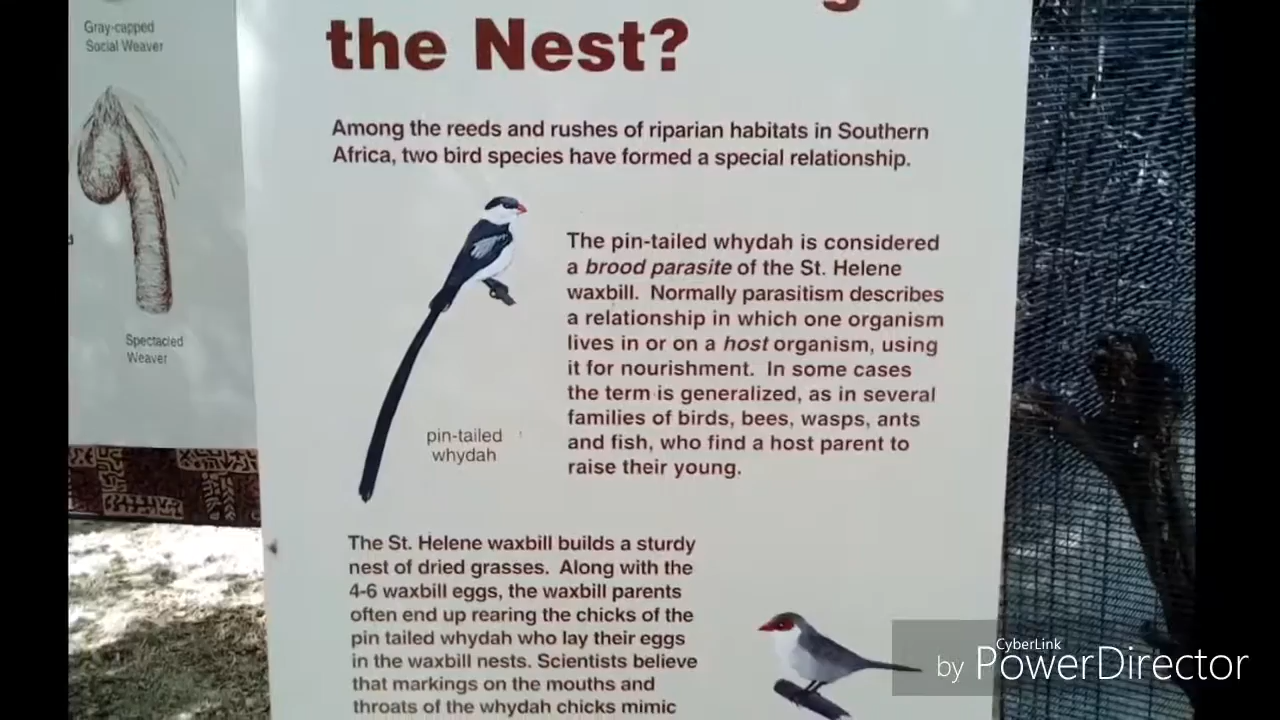 Gray-capped
Social Weaver
Spectacled
Weaver
the Nest?
Among the reeds and rushes of riparian habitats in Southern
Africa, two bird species have formed a special relationship.
The pin-tailed whydah is considered
a brood parasite of the St. Helene
waxbill. Normally parasitism describes
a relationship in which one organism
lives in or on a host organism, using
it for nourishment. In some cases
the term is generalized, as in several
families of birds, bees, wasps, ants
and fish, who find a host parent to
raise their young.
pin-tailed
whydah
The St. Helene waxbill builds a sturdy
nest of dried grasses. Along with the
4-6 waxbill eggs, the waxbill parents
often end up rearing the chicks of the
pin tailed whydah who lay their eggs
in the waxbill nests. Scientists believe
that markings on the mouths and
throats of the whydah chicks mimic
CyberLink
by PowerDirector